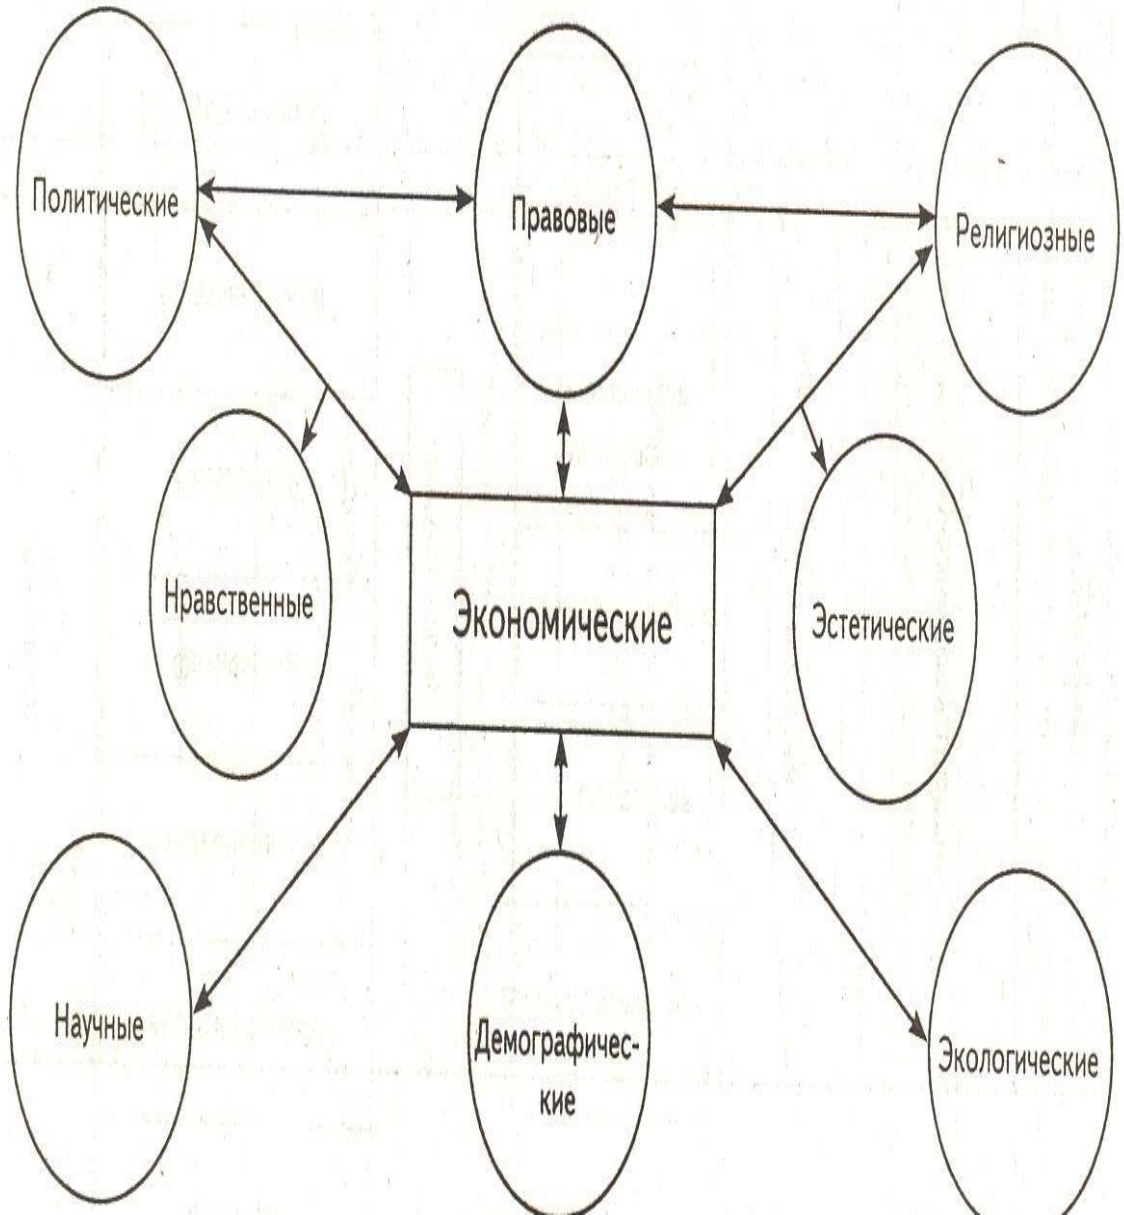 Политические
Правовые
Религиозные
Нравственные
Экономические
Эстетические
Научные
Демографичес-
кие
Экологические